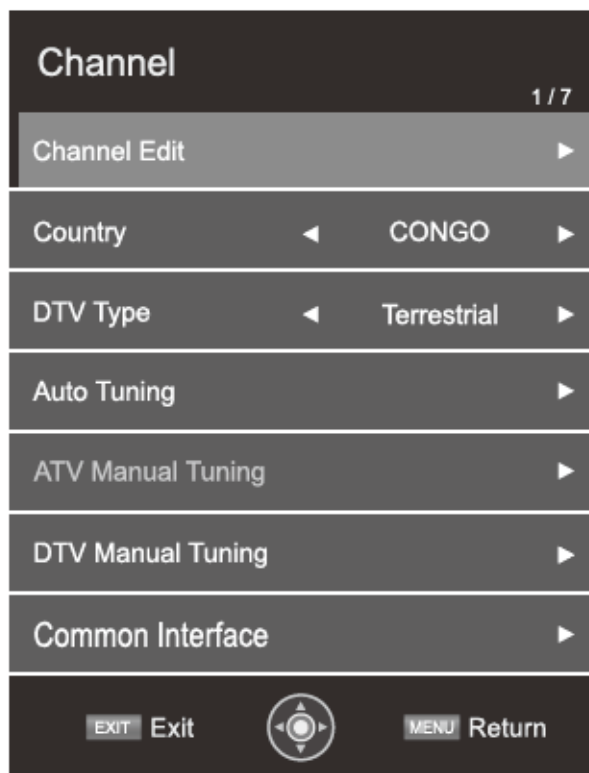 Channel
1 / 7
Channel Edit
Country CONGO
DTV Type Terrestrial
Auto Tuning
ATV Manual Tuning
DTV Manual Tuning
Common Interface
EXIT Exit MENU Return